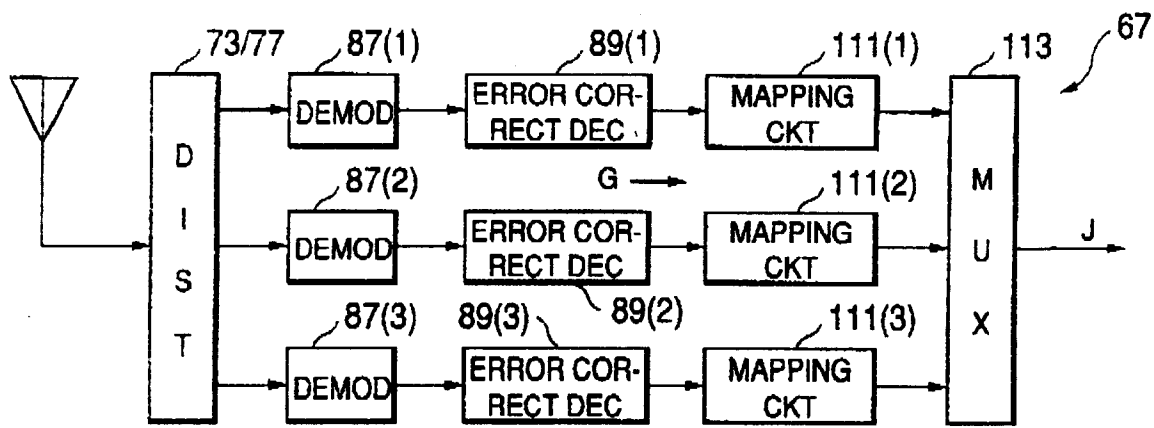 73/77 87(1) 89(1) 111(1) 113 67
DIST
DEMOD
ERROR COR-
RECT DEC
MAPPING
CKT
G
MUX
J
87(2) 111(2)
DEMOD
ERROR COR-
RECT DEC
MAPPING
CKT
89(2)
87(3) 89(3) 111(3)
DEMOD
ERROR COR-
RECT DEC
MAPPING
CKT